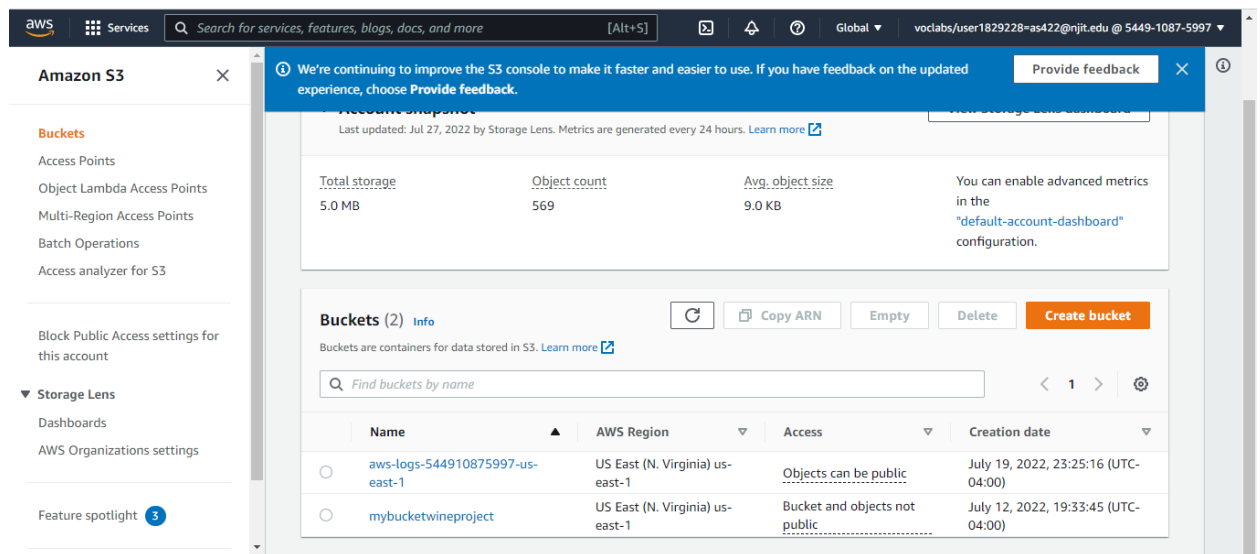 aws
Services
Search for services, features, blogs, docs, and more
[Alt+S]
Global
voclabs/user1829228=as422@njit.edu @ 5449-1087-5997
Amazon S3
Buckets
Access Points
Object Lambda Access Points
Multi-Region Access Points
Batch Operations
Access analyzer for S3
Block Public Access settings for
this account
Storage Lens
Dashboards
AWS Organizations settings
Feature spotlight 3
We're continuing to improve the S3 console to make it faster and easier to use. If you have feedback on the updated
experience, choose Provide feedback.
Provide feedback
Account snapshot
View Storage Lens dashboard
Last updated: Jul 27, 2022 by Storage Lens. Metrics are generated every 24 hours. Learn more
Total storage
5.0 MB
Object count
569
Avg. object size
9.0 KB
You can enable advanced metrics
in the
"default-account-dashboard"
configuration.
Buckets (2) Info
Copy ARN
Empty
Delete
Create bucket
Buckets are containers for data stored in S3. Learn more
Find buckets by name
1
Name
AWS Region
Access
Creation date
aws-logs-544910875997-us-
east-1
US East (N. Virginia) us-
east-1
Objects can be public
July 19, 2022, 23:25:16 (UTC-
04:00)
mybucketwineproject
US East (N. Virginia) us-
east-1
Bucket and objects not
public
July 12, 2022, 19:33:45 (UTC-
04:00)